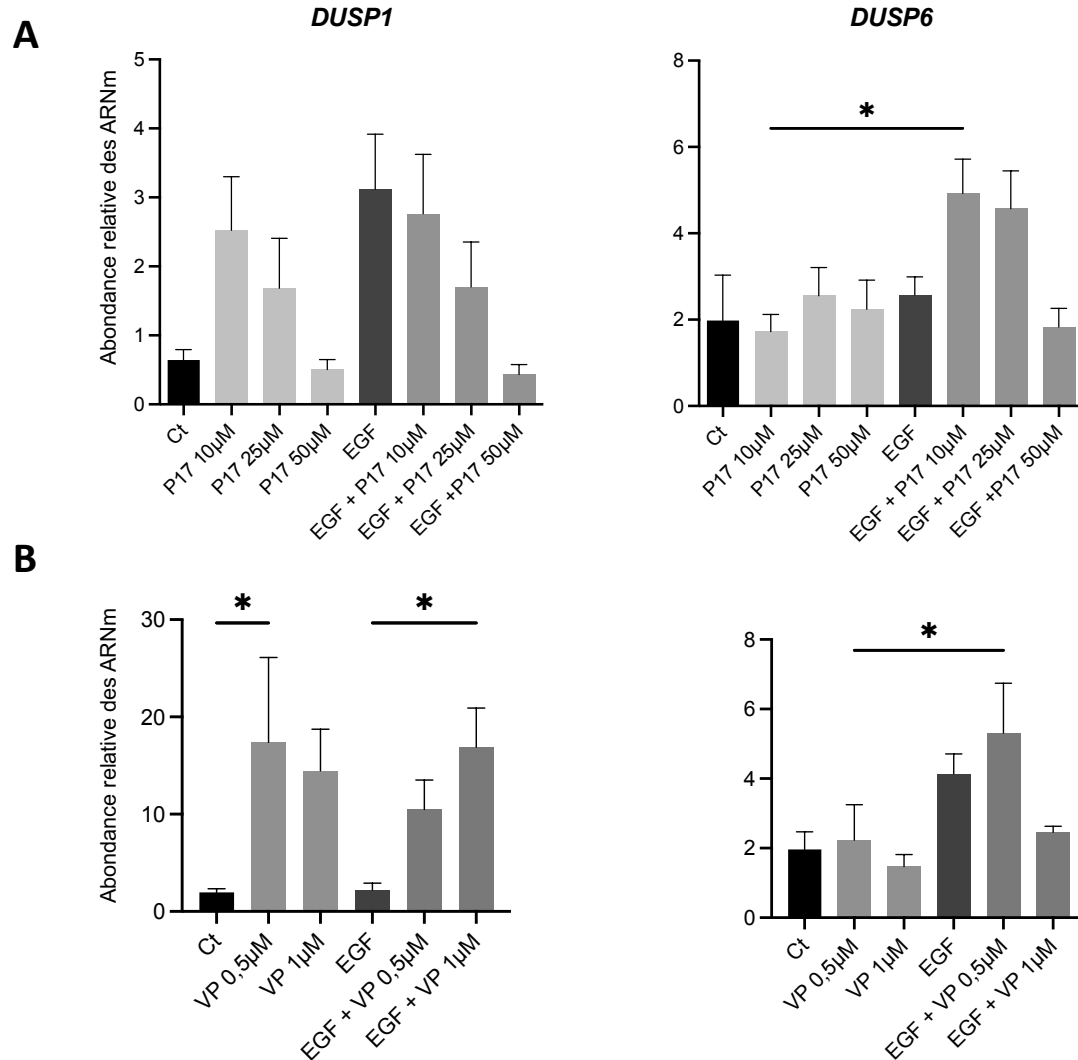 A
DUSP1
DUSP6
Abondance relative des ARNm
5
4
3
2
1
0
Ct
P17 10µM
P17 25µM
P17 50µM
EGF
EGF + P17 10µM
EGF + P17 25µM
EGF +P17 50µM
*
8
6
4
2
0
Ct
P17 10µM
P17 25µM
P17 50µM
EGF
EGF + P17 10µM
EGF + P17 25µM
EGF +P17 50µM
B
Abondance relative des ARNm
* *
30
20
10
0
Ct
VP 0,5µM
VP 1µM
EGF
EGF + VP 0,5µM
EGF + VP 1µM
*
8
6
4
2
0
Ct
VP 0,5µM
VP 1µM
EGF
EGF + VP 0,5µM
EGF + VP 1µM